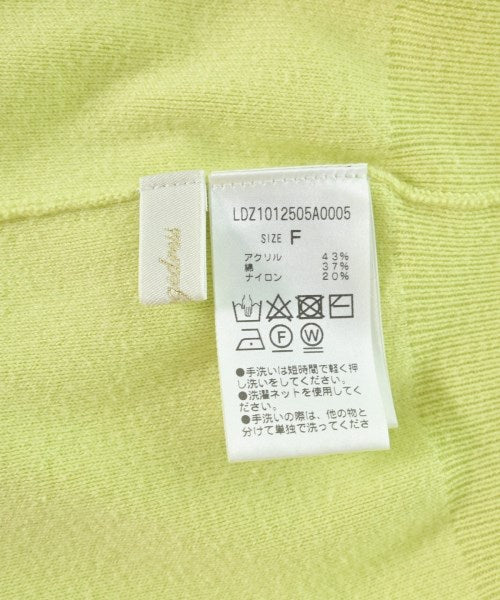 LDZ1012505A0005
SIZE F
アクリル 43%
綿 37%
ナイロン 20%
F W
●手洗いは短時間で軽く押
し洗いをしてください。
●洗濯ネットを使用してく
ださい。
●手洗いの際は、他の物と
分けて単独で洗ってくだ